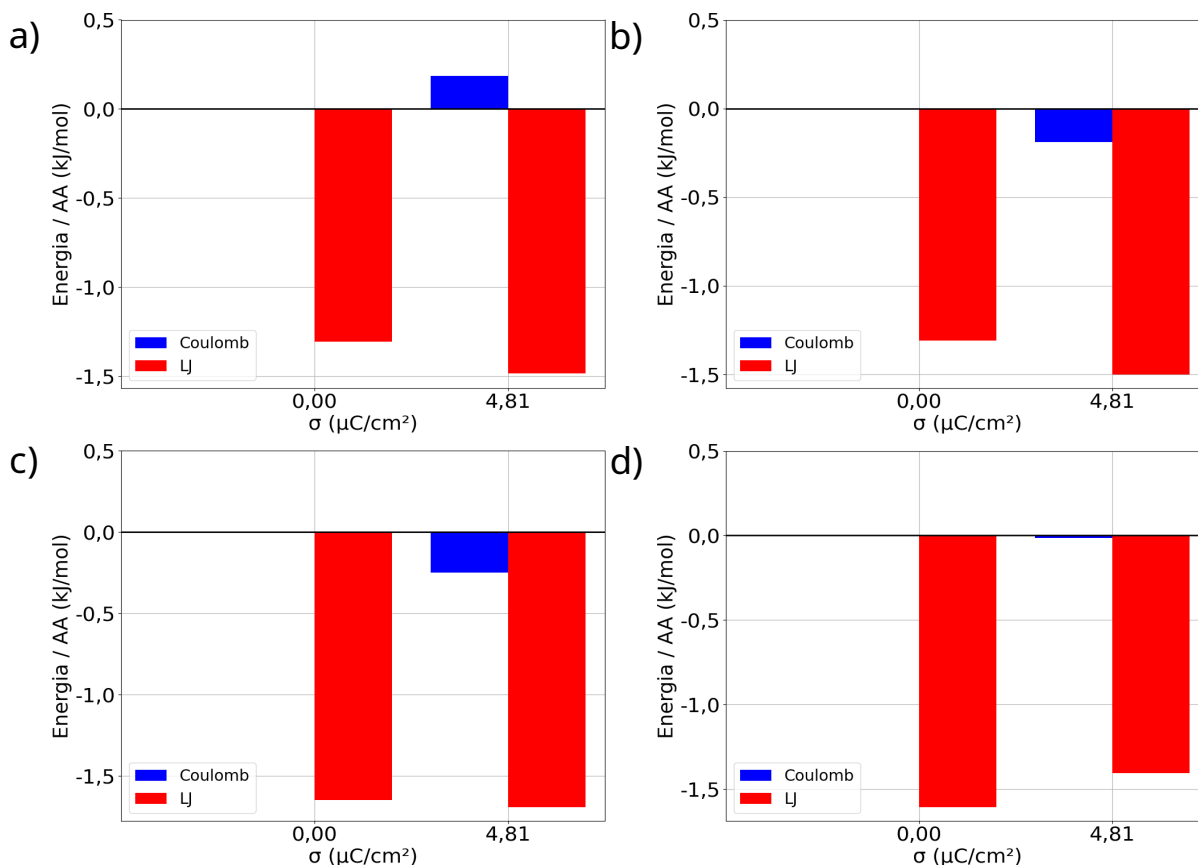 a)
0,5
0,0
-0,5
-1,0
-1,5
Energia / AA (kJ/mol)
Coulomb
LJ
0,00
4,81
σ (μC/cm²)
b)
0,5
0,0
-0,5
-1,0
-1,5
Energia / AA (kJ/mol)
Coulomb
LJ
0,00
4,81
σ (μC/cm²)
c)
0,5
0,0
-0,5
-1,0
-1,5
Energia / AA (kJ/mol)
Coulomb
LJ
0,00
4,81
σ (μC/cm²)
d)
0,5
0,0
-0,5
-1,0
-1,5
Energia / AA (kJ/mol)
Coulomb
LJ
0,00
4,81
σ (μC/cm²)